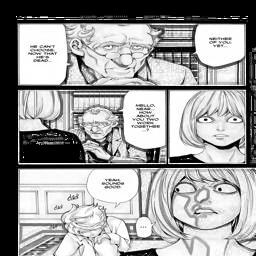 HE CAN'T
CHOOSE,
NOW THAT
HE'S
DEAD...
NEITHER
OF YOU.
YET...
MELLO,
NEAR...
HOW
ABOUT
YOU TWO
WORK
TOGETHER
...?
YEAH,
SOUNDS
GOOD.
...